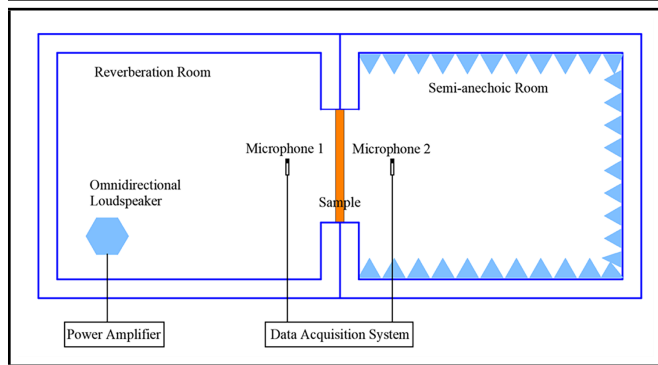 Reverberation Room
Semi-anechoic Room
Microphone 1
Microphone 2
Omnidirectional
Loudspeaker
Sample
Power Amplifier
Data Acquisition System